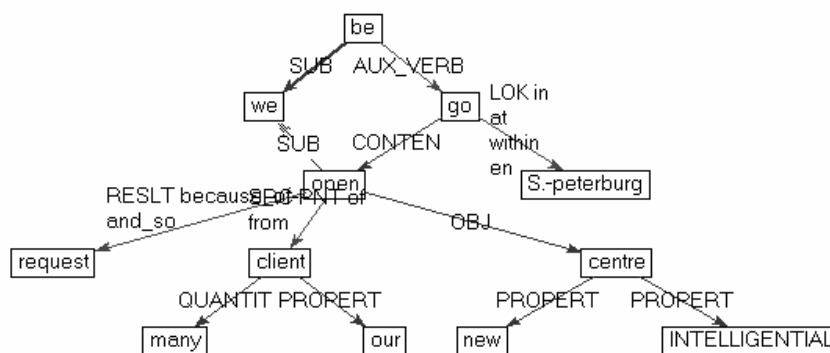 be
SUB
AUX_VERB
we
go
LOK in
at
within
en
SUB
CONTEN
open
S.-peterburg
RESLT because_of
and_so
from
OBJ
request
client
centre
QUANTIT
PROPERT
PROPERT
PROPERT
many
our
new
INTELLIGENTIAL